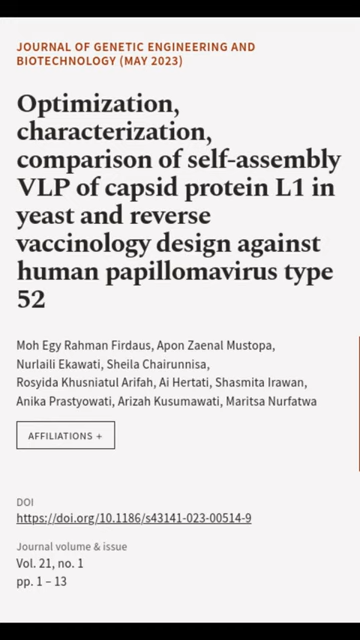 JOURNAL OF GENETIC ENGINEERING AND
BIOTECHNOLOGY (MAY 2023)
Optimization,
characterization,
comparison of self-assembly
VLP of capsid protein L1 in
yeast and reverse
vaccinology design against
human papillomavirus type
52
Moh Egy Rahman Firdaus, Apon Zaenal Mustopa,
Nurlaili Ekawati, Sheila Chairunnisa,
Rosyida Khusniatul Arifah, Ai Hertati, Shasmita Irawan,
Anika Prastyowati, Arizah Kusumawati, Maritsa Nurfatwa
AFFILIATIONS +
DOI
https://doi.org/10.1186/s43141-023-00514-9
Journal volume & issue
Vol. 21, no. 1
pp. 1 – 13